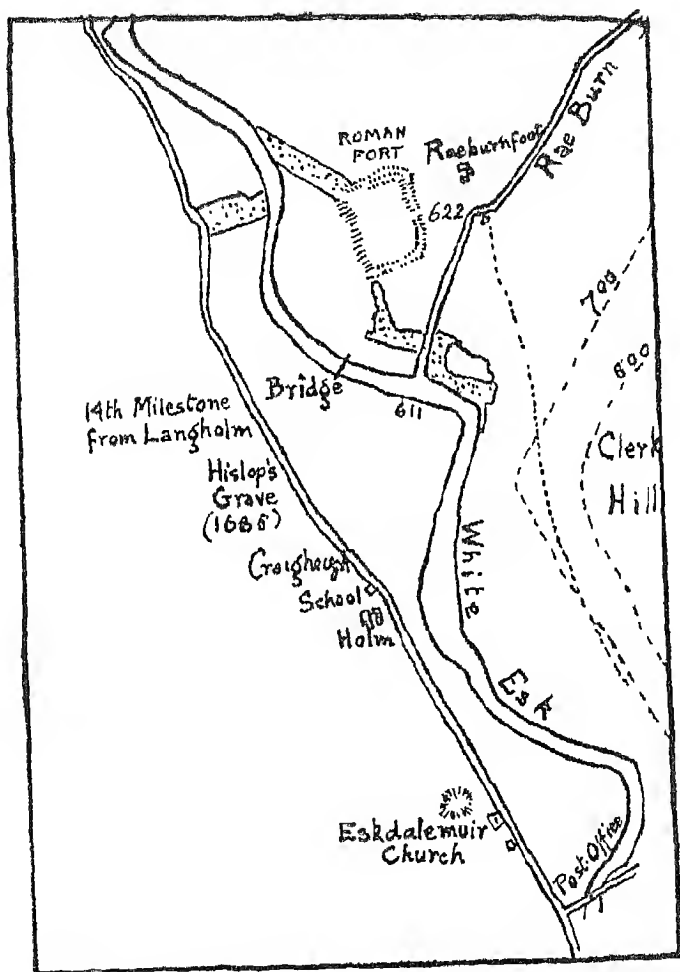 ROMAN
FORT
Raeburnfoot
Rae Burn
622
700
800
Bridge
611
14th Milestone
from Langholm
Clerk
Hill
Hislop's
Grave
(1685)
White
Craighaugh
School
Holm
Esk
Eskdalemuir
Church
Post-Office